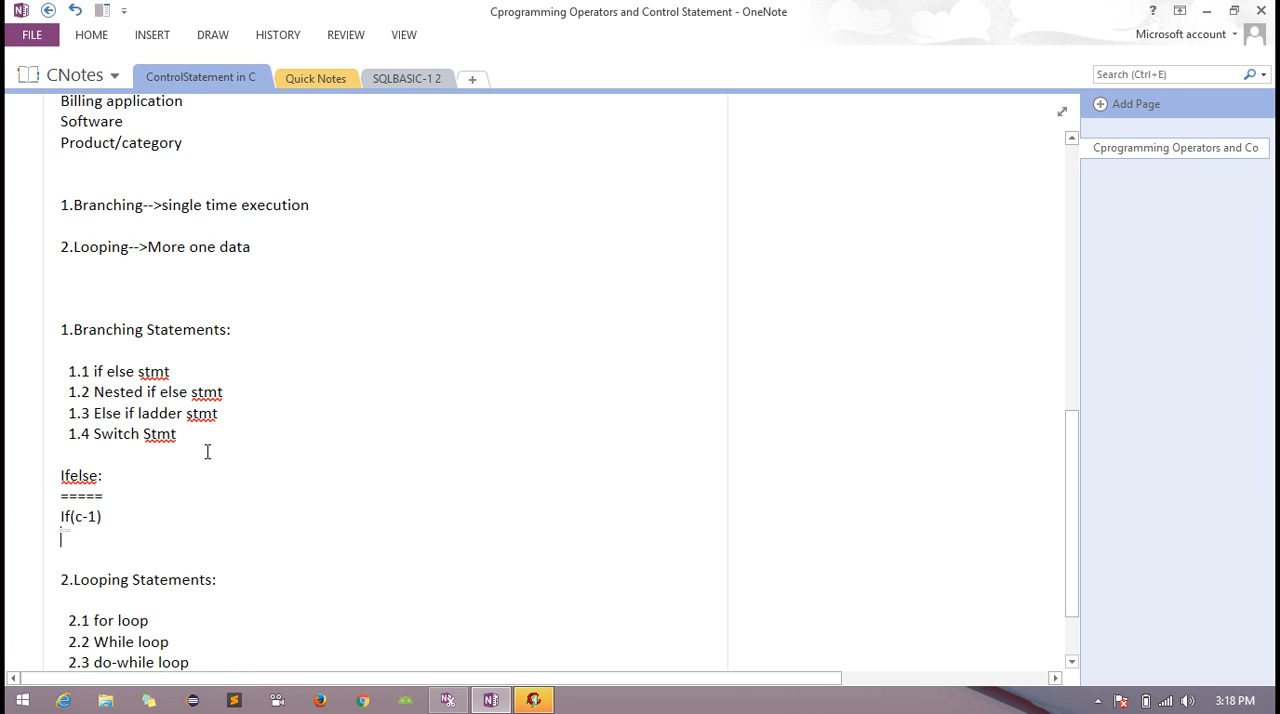 Cprogramming Operators and Control Statement - OneNote
?
FILE HOME INSERT DRAW HISTORY REVIEW VIEW
Microsoft account
CNotes ControlStatement in C Quick Notes SQLBASIC-1 2 +
Search (Ctrl+E)
Add Page
Cprogramming Operators and Co
Billing application
Software
Product/category
1.Branching-->single time execution
2.Looping-->More one data
1.Branching Statements:
1.1 if else stmt
1.2 Nested if else stmt
1.3 Else if ladder stmt
1.4 Switch Stmt
Ifelse:
=====
If(c-1)
2.Looping Statements:
2.1 for loop
2.2 While loop
2.3 do-while loop
3:18 PM